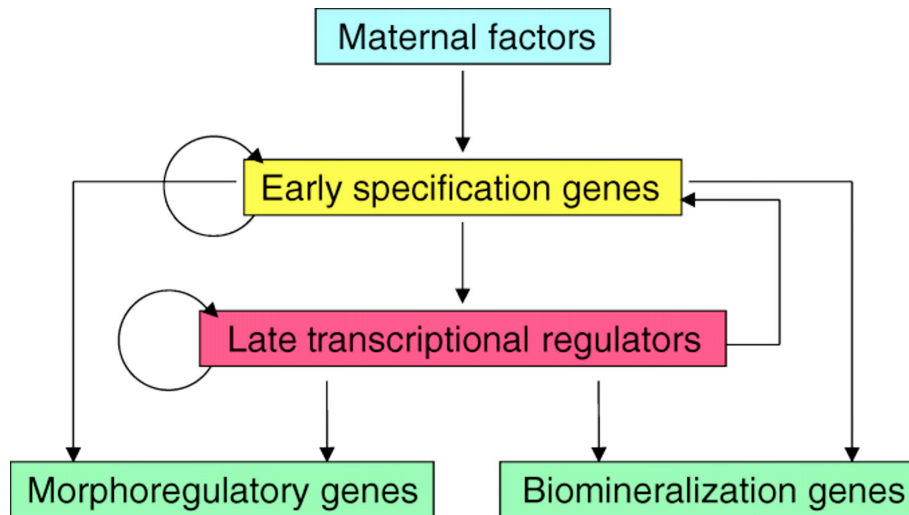 Maternal factors
Early specification genes
Late transcriptional regulators
Morphoregulatory genes
Biomineralization genes